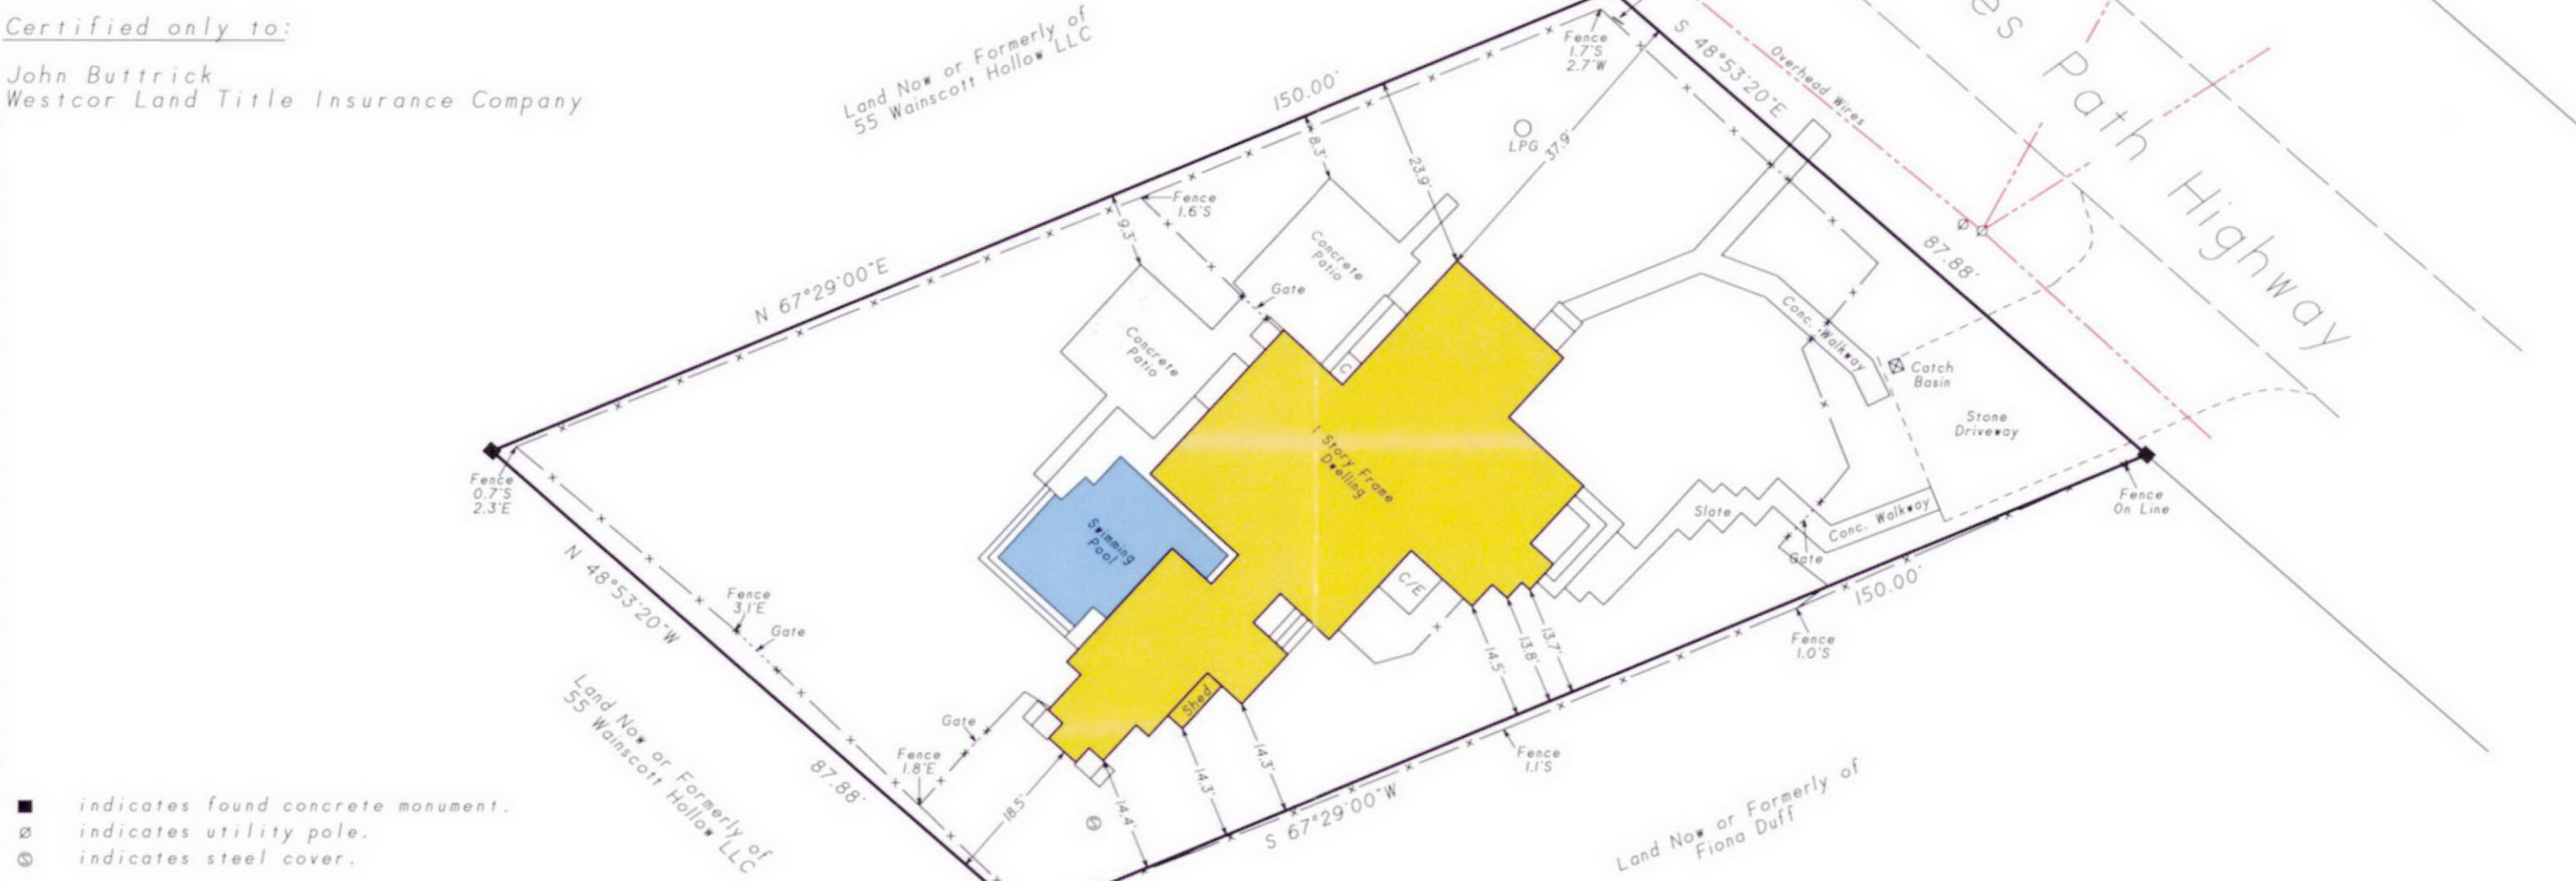 Certified only to:
John Buttrick
Westcor Land Title Insurance Company
Land Now or Formerly of
55 Wainscott Hollow LLC
150.00'
N 67°29'00"E
Fence
1.7'S
2.7'W
S 48°53'20"E
Overhead Wires
es Path Highway
87.88'
LPG
37.9'
23.9'
8.3'
9.3'
Fence
1.6'S
Gate
Concrete
Patio
Concrete
Patio
C
Conc. Walkway
Catch
Basin
Stone
Driveway
1 Story Frame
Dwelling
Swimming
Pool
Fence
0.7'S
2.3'E
N 48°53'20"W
Fence
3.1'E
Gate
Slate
Conc. Walkway
Gate
Fence
On Line
C/E
150.00'
Fence
1.0'S
14.5'
13.8'
13.7'
Shed
Gate
Fence
1.8'E
18.5'
14.4'
14.3'
14.3'
Fence
1.1'S
S 67°29'00"W
87.88'
Land Now or Formerly of
55 Wainscott Hollow LLC
Land Now or Formerly of
Fiona Duff
indicates found concrete monument.
indicates utility pole.
indicates steel cover.